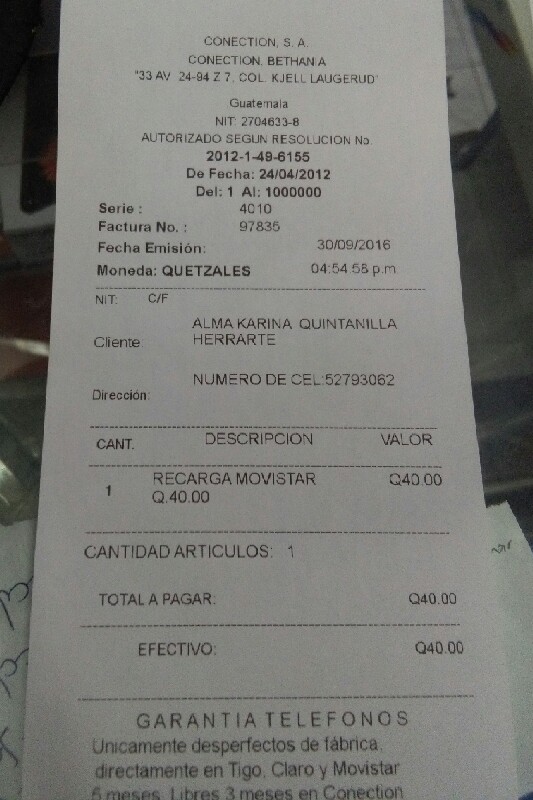 CONECTION, S. A.
CONECTION, BETHANIA
"33 AV 24-94 Z 7, COL. KJELL LAUGERUD"
Guatemala
NIT: 2704633-8
AUTORIZADO SEGUN RESOLUCION No
2012-1-49-6155
De Fecha: 24/04/2012
Del: 1 Al: 1000000
Serie : 4010
Factura No. : 97835
Fecha Emisión: 30/09/2016
Moneda: QUETZALES 04:54:58 p.m
NIT: C/F
Cliente: ALMA KARINA QUINTANILLA
HERRARTE
NUMERO DE CEL:52793062
Dirección:
CANT. DESCRIPCION VALOR
1 RECARGA MOVISTAR Q40.00
Q.40.00
CANTIDAD ARTICULOS: 1
TOTAL A PAGAR: Q40.00
EFECTIVO: Q40.00
GARANTIA TELEFONOS
Unicamente desperfectos de fábrica,
directamente en Tigo, Claro y Movistar
6 meses, Libres 3 meses en Conection